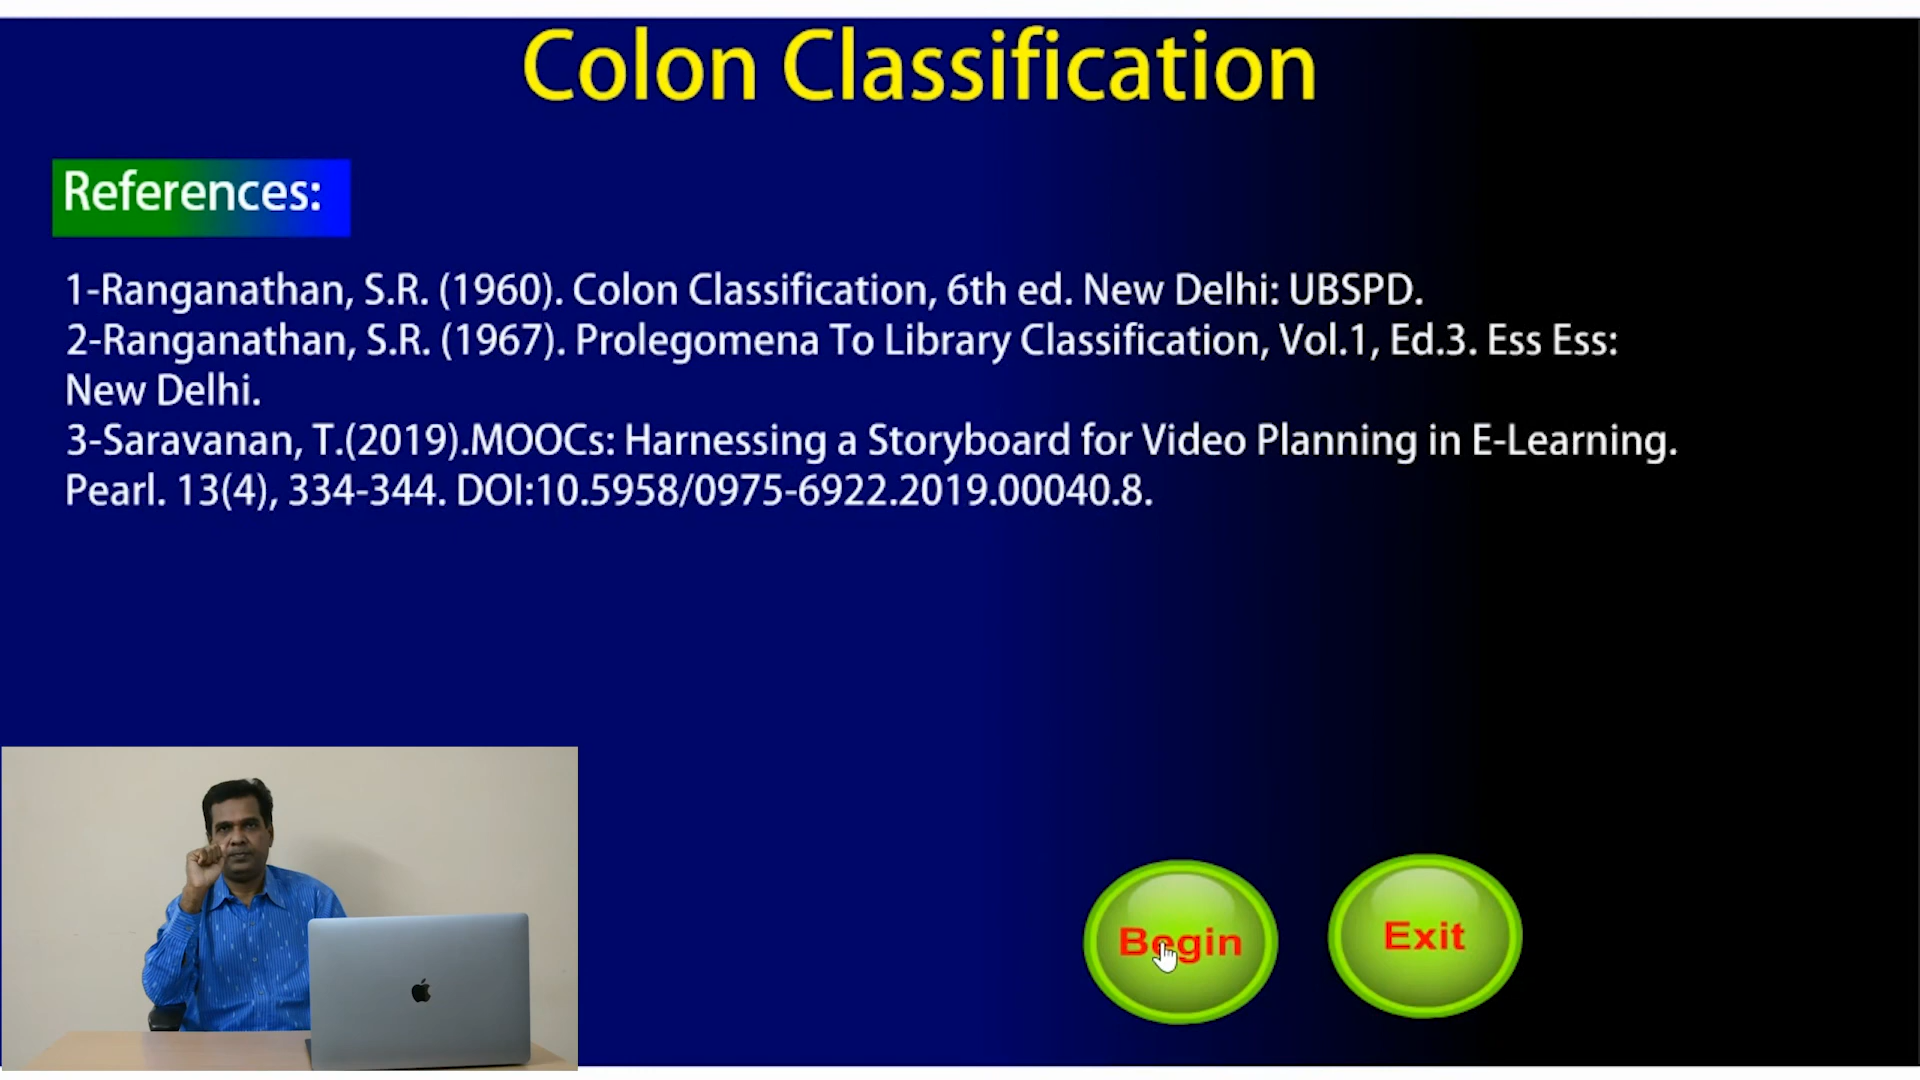 Colon Classification
References:
1-Ranganathan, S.R. (1960). Colon Classification, 6th ed. New Delhi: UBSPD.
2-Ranganathan, S.R. (1967). Prolegomena To Library Classification, Vol.1, Ed.3. Ess Ess:
New Delhi.
3-Saravanan, T.(2019).MOOCs: Harnessing a Storyboard for Video Planning in E-Learning.
Pearl. 13(4), 334-344. DOI:10.5958/0975-6922.2019.00040.8.
Begin
Exit